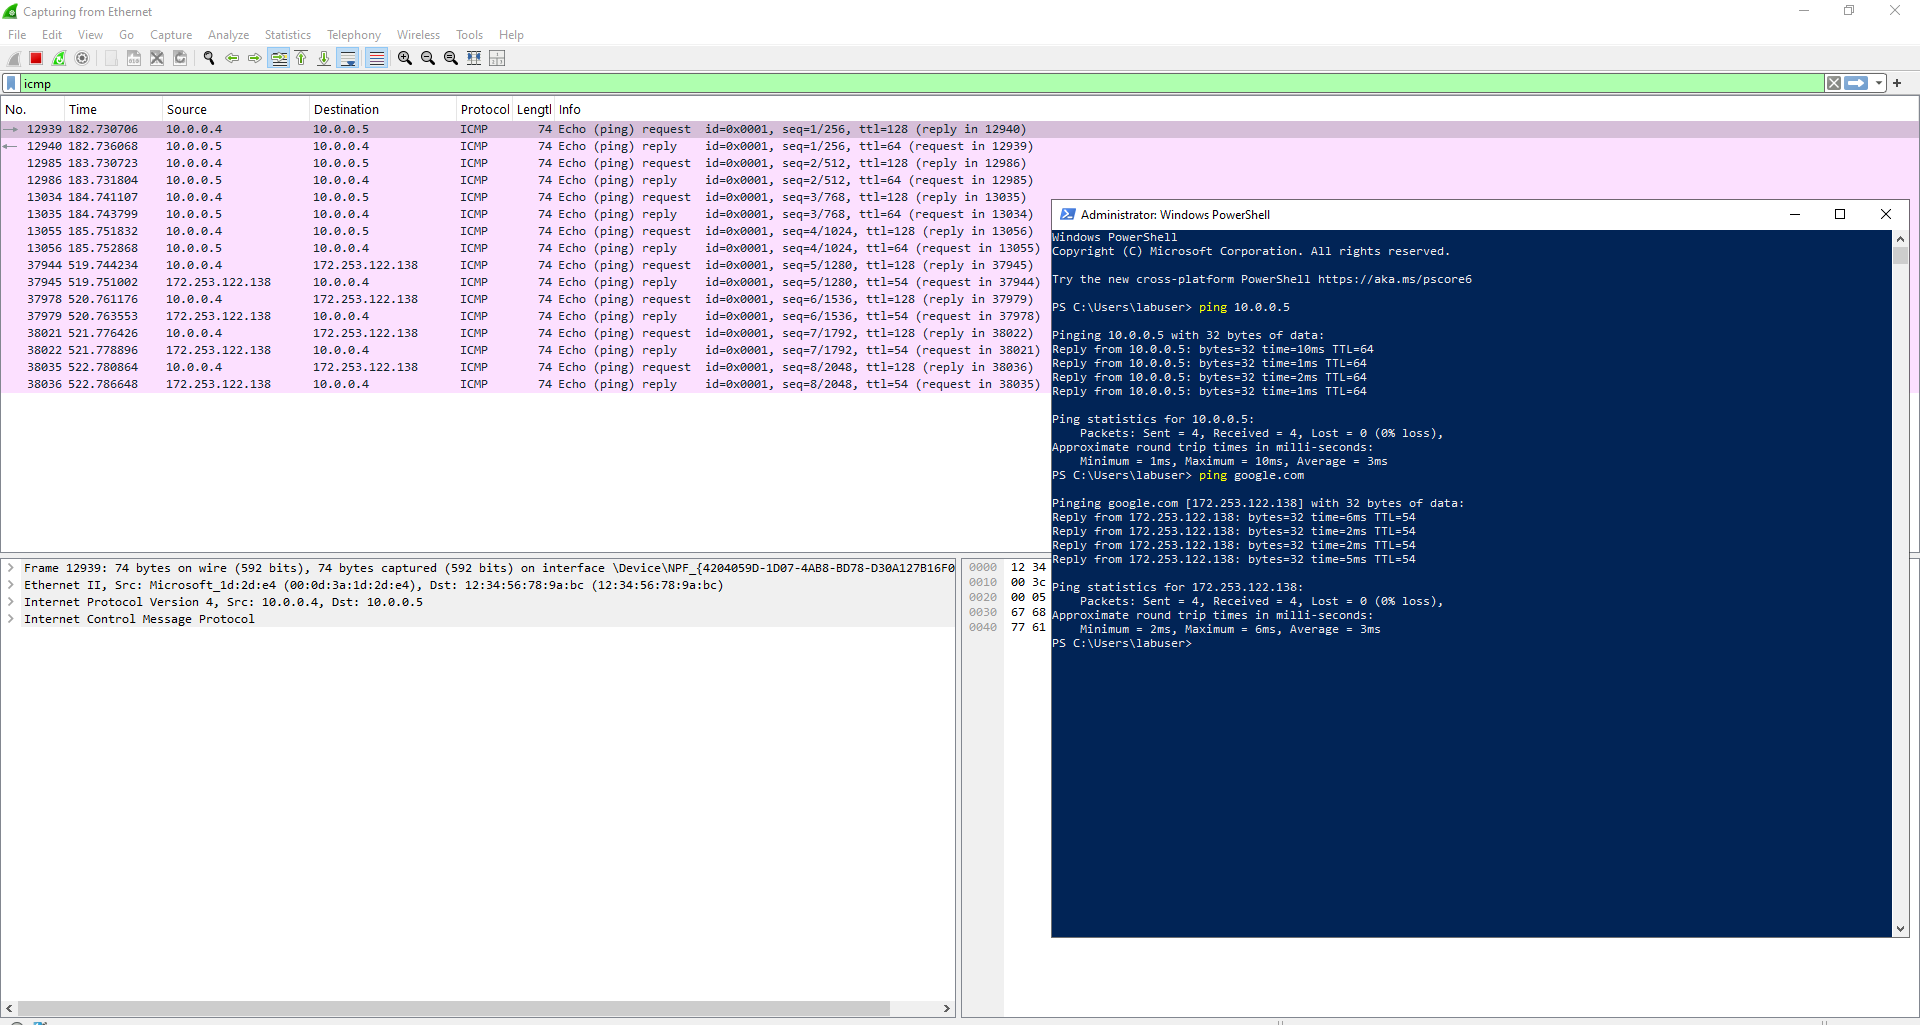 Capturing from Ethernet
File Edit View Go Capture Analyze Statistics Telephony Wireless Tools Help
icmp
No. Time Source Destination Protocol Lengtl Info
12939 182.730706 10.0.0.4 10.0.0.5 ICMP 74 Echo (ping) request id=0x0001, seq=1/256, ttl=128 (reply in 12940)
12940 182.736068 10.0.0.5 10.0.0.4 ICMP 74 Echo (ping) reply id=0x0001, seq=1/256, ttl=64 (request in 12939)
12985 183.730723 10.0.0.4 10.0.0.5 ICMP 74 Echo (ping) request id=0x0001, seq=2/512, ttl=128 (reply in 12986)
12986 183.731804 10.0.0.5 10.0.0.4 ICMP 74 Echo (ping) reply id=0x0001, seq=2/512, ttl=64 (request in 12985)
13034 184.741107 10.0.0.4 10.0.0.5 ICMP 74 Echo (ping) request id=0x0001, seq=3/768, ttl=128 (reply in 13035)
13035 184.743799 10.0.0.5 10.0.0.4 ICMP 74 Echo (ping) reply id=0x0001, seq=3/768, ttl=64 (request in 13034)
13055 185.751832 10.0.0.4 10.0.0.5 ICMP 74 Echo (ping) request id=0x0001, seq=4/1024, ttl=128 (reply in 13056)
13056 185.752868 10.0.0.5 10.0.0.4 ICMP 74 Echo (ping) reply id=0x0001, seq=4/1024, ttl=64 (request in 13055)
37944 519.744234 10.0.0.4 172.253.122.138 ICMP 74 Echo (ping) request id=0x0001, seq=5/1280, ttl=128 (reply in 37945)
37945 519.751002 172.253.122.138 10.0.0.4 ICMP 74 Echo (ping) reply id=0x0001, seq=5/1280, ttl=54 (request in 37944)
37978 520.761176 10.0.0.4 172.253.122.138 ICMP 74 Echo (ping) request id=0x0001, seq=6/1536, ttl=128 (reply in 37979)
37979 520.763553 172.253.122.138 10.0.0.4 ICMP 74 Echo (ping) reply id=0x0001, seq=6/1536, ttl=54 (request in 37978)
38021 521.776426 10.0.0.4 172.253.122.138 ICMP 74 Echo (ping) request id=0x0001, seq=7/1792, ttl=128 (reply in 38022)
38022 521.778896 172.253.122.138 10.0.0.4 ICMP 74 Echo (ping) reply id=0x0001, seq=7/1792, ttl=54 (request in 38021)
38035 522.780864 10.0.0.4 172.253.122.138 ICMP 74 Echo (ping) request id=0x0001, seq=8/2048, ttl=128 (reply in 38036)
38036 522.786648 172.253.122.138 10.0.0.4 ICMP 74 Echo (ping) reply id=0x0001, seq=8/2048, ttl=54 (request in 38035)
Frame 12939: 74 bytes on wire (592 bits), 74 bytes captured (592 bits) on interface \Device\NPF_{4204059D-1D07-4AB8-BD78-D30A127B16F0
Ethernet II, Src: Microsoft_1d:2d:e4 (00:0d:3a:1d:2d:e4), Dst: 12:34:56:78:9a:bc (12:34:56:78:9a:bc)
Internet Protocol Version 4, Src: 10.0.0.4, Dst: 10.0.0.5
Internet Control Message Protocol
0000 12 34
0010 00 3c
0020 00 05
0030 67 68
0040 77 61
Administrator: Windows PowerShell
Windows PowerShell
Copyright (C) Microsoft Corporation. All rights reserved.
Try the new cross-platform PowerShell https://aka.ms/pscore6
PS C:\Users\labuser> ping 10.0.0.5
Pinging 10.0.0.5 with 32 bytes of data:
Reply from 10.0.0.5: bytes=32 time=10ms TTL=64
Reply from 10.0.0.5: bytes=32 time=1ms TTL=64
Reply from 10.0.0.5: bytes=32 time=2ms TTL=64
Reply from 10.0.0.5: bytes=32 time=1ms TTL=64
Ping statistics for 10.0.0.5:
Packets: Sent = 4, Received = 4, Lost = 0 (0% loss),
Approximate round trip times in milli-seconds:
Minimum = 1ms, Maximum = 10ms, Average = 3ms
PS C:\Users\labuser> ping google.com
Pinging google.com [172.253.122.138] with 32 bytes of data:
Reply from 172.253.122.138: bytes=32 time=6ms TTL=54
Reply from 172.253.122.138: bytes=32 time=2ms TTL=54
Reply from 172.253.122.138: bytes=32 time=2ms TTL=54
Reply from 172.253.122.138: bytes=32 time=5ms TTL=54
Ping statistics for 172.253.122.138:
Packets: Sent = 4, Received = 4, Lost = 0 (0% loss),
Approximate round trip times in milli-seconds:
Minimum = 2ms, Maximum = 6ms, Average = 3ms
PS C:\Users\labuser>